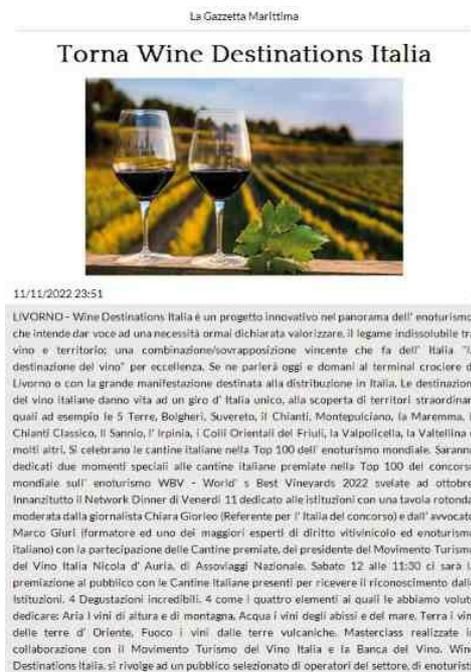 La Gazzetta Marittima
Torna Wine Destinations Italia
11/11/2022 23:51
LIVORNO - Wine Destinations Italia è un progetto innovativo nel panorama dell' enoturismo
che intende dar voce ad una necessità ormai dichiarata valorizzare, il legame indissolubile tra
vino e territorio; una combinazione/sovrapposizione vincente che fa dell' Italia
destinazione del vino" per eccellenza. Se ne parlerà oggi e domani al terminal crociere d
Livorno o con la grande manifestazione destinata alla distribuzione in Italia. Le destinazion
del vino italiane danno vita ad un giro d' Italia unico, alla scoperta di territori straordinar
quali ad esempio le 5 Terre, Bolgheri, Suvereto, il Chianti, Montepulciano, la Maremma,
Chianti Classico, Il Sannio, l' Irpinia, i Colli Orientali del Friuli, la Valpolicella, la Valtellina
molti altri, Si celebrano le cantine italiane nella Top 100 dell' enoturismo mondiale. Saranno
dedicati due momenti speciali alle cantine italiane premiate nella Top 100 del concorso
mondiale sull' enoturismo WBV - World' s Best Vineyards 2022 svelate ad ottobre.
Innanzitutto il Network Dinner di Venerdì 11 dedicato alle istituzioni con una tavola rotonda
moderata dalla giornalista Chiara Giorleo (Referente per l' Italia del concorso) e dall' avvocato
Marco Giuri (formatore ed uno dei maggiori esperti di diritto vitivinicolo ed enoturismo
italiano) con la partecipazione delle Cantine premiate, del presidente del Movimento Turismo
del Vino Italia Nicola d' Auria, di Assoviaggi Nazionale. Sabato 12 alle 11:30 ci sarà l
premiazione al pubblico con le Cantine Italiane presenti per ricevere il riconoscimento dalle
Istituzioni. 4 Degustazioni incredibili. 4 come i quattro elementi ai quali le abbiamo volute
dedicare: Aria I vini di altura e di montagna, Acqua i vini degli abissi e del mare, Terra i vini
delle terre d' Oriente, Fuoco i vini dalle terre vulcaniche. Masterclass realizzate in
collaborazione con il Movimento Turismo del Vino Italia e la Banca del Vino. Wine
Destinations Italia, si rivolge ad un pubblico selezionato di operatori del settore, di enoturis